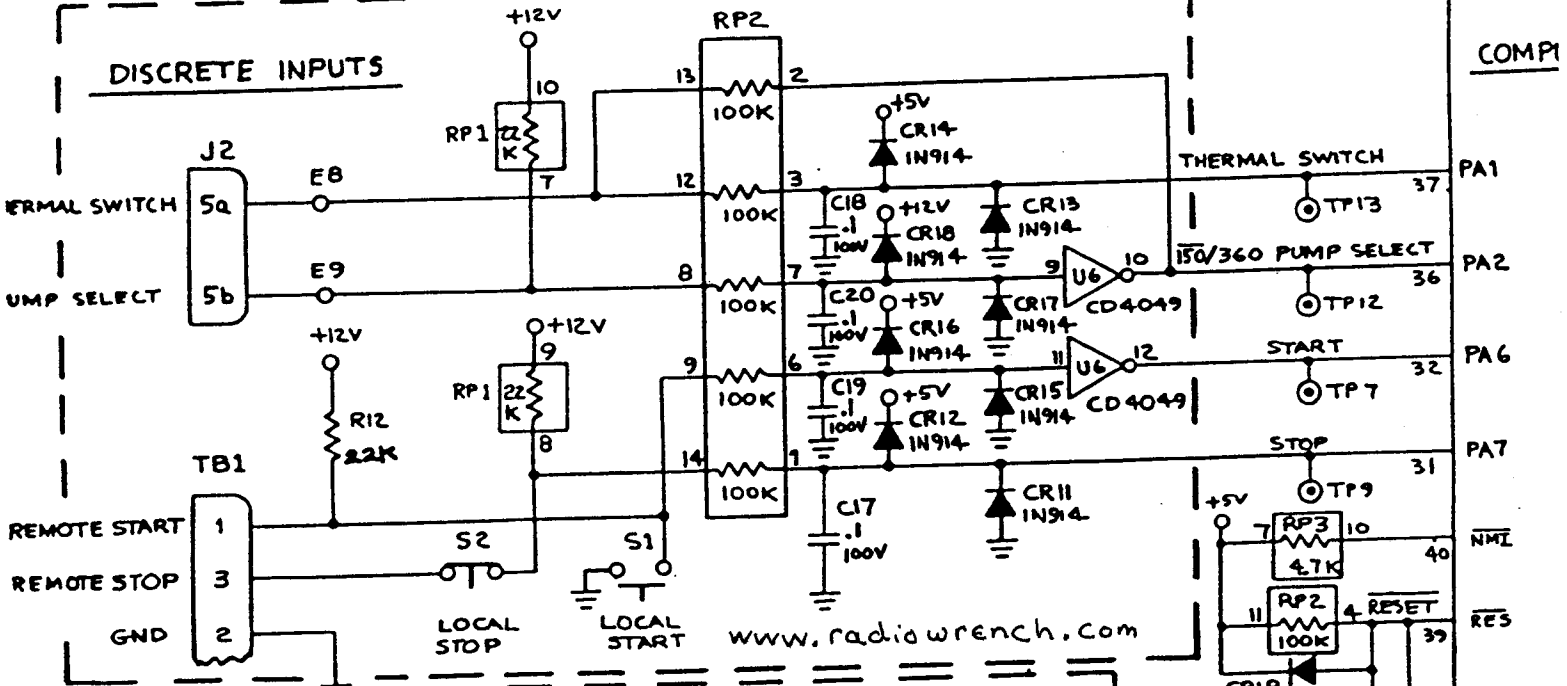 +12V
RP2
DISCRETE INPUTS
COMP
10
13
2
RP1
22
K
100K
+5V
CR14
1N914
J2
7
THERMAL SWITCH
PA1
E8
12
3
37
ERMAL SWITCH
5a
100K
C18
.1
100V
+12V
CR18
1N914
CR13
1N914
TP13
E9
8
7
9
U6
10
150/360 PUMP SELECT
PA2
36
UMP SELECT
5b
100K
C20
.1
100V
+5V
CR16
1N914
CR17
1N914
CD4049
TP12
+12V
+12V
9
9
6
11
U6
12
START
PA6
32
RP1
22
K
100K
C19
.1
100V
+5V
CR12
1N914
CR15
1N914
CD4049
TP7
R12
22K
8
14
1
STOP
PA7
31
TB1
100K
C17
.1
100V
CR11
1N914
TP9
+5V
REMOTE START
1
S2
S1
7
RP3
10
NMI
40
4.7K
REMOTE STOP
3
RP2
11
4
RESET
RES
39
100K
GND
2
LOCAL
STOP
LOCAL
START
www.radiowrench.com